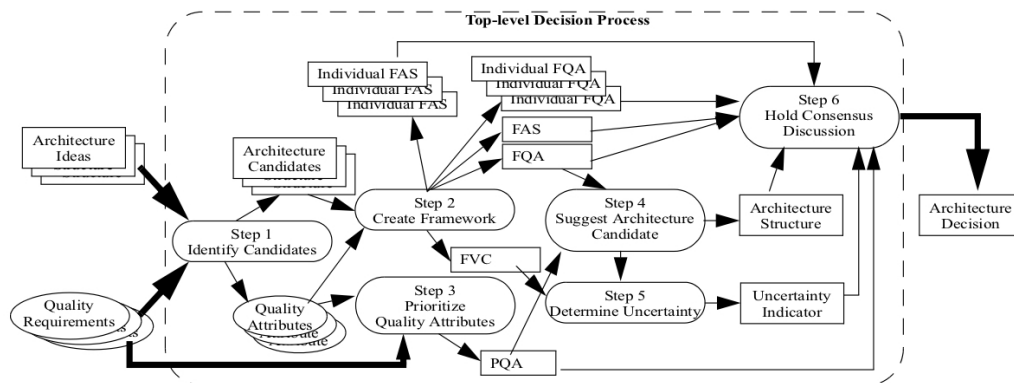 Top-level Decision Process
Individual FAS
Individual FAS
Individual FAS
Individual FQA
Individual FQA
Individual FQA
Step 6
Hold Consensus
Discussion
Architecture
Ideas
Architecture
Candidates
FAS
FQA
Step 2
Create Framework
Step 4
Suggest Architecture
Candidate
Architecture
Structure
Architecture
Decision
Step 1
Identify Candidates
FVC
Step 3
Prioritize
Quality Attributes
Step 5
Determine Uncertainty
Uncertainty
Indicator
Quality
Requirements
Quality
Attributes
PQA